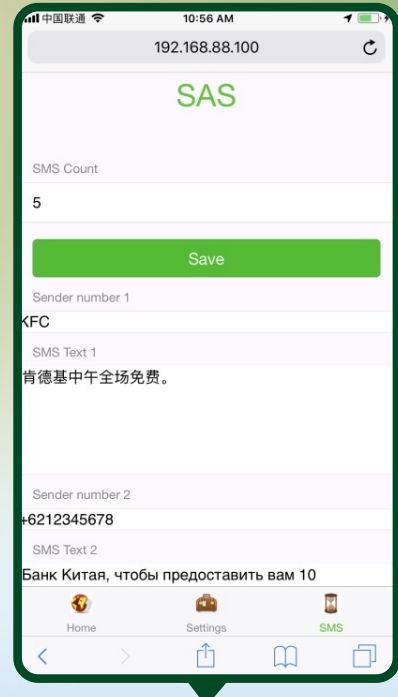 中国联通 10:56 AM
192.168.88.100
SAS
SMS Count
5
Save
Sender number 1
KFC
SMS Text 1
肯德基中午全场免费。
Sender number 2
+6212345678
SMS Text 2
Банк Китая, чтобы предоставить вам 10
Home Settings SMS